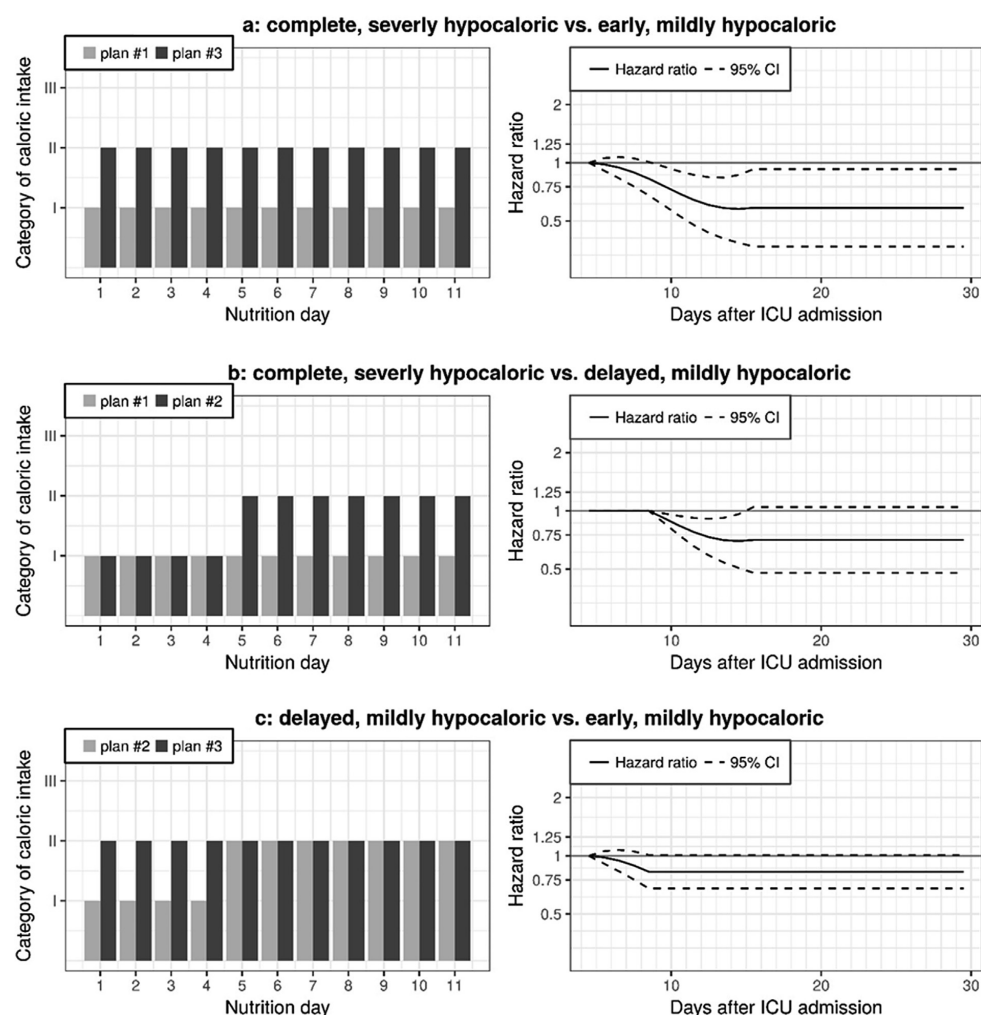 a: complete, severly hypocaloric vs. early, mildly hypocaloric
plan #1 plan #3
Category of caloric intake
III
II
I
1 2 3 4 5 6 7 8 9 10 11
Nutrition day
Hazard ratio 95% CI
Hazard ratio
2
1.25
1
0.75
0.5
10 20 30
Days after ICU admission
b: complete, severly hypocaloric vs. delayed, mildly hypocaloric
plan #1 plan #2
Category of caloric intake
III
II
I
1 2 3 4 5 6 7 8 9 10 11
Nutrition day
Hazard ratio 95% CI
Hazard ratio
2
1.25
1
0.75
0.5
10 20 30
Days after ICU admission
c: delayed, mildly hypocaloric vs. early, mildly hypocaloric
plan #2 plan #3
Category of caloric intake
III
II
I
1 2 3 4 5 6 7 8 9 10 11
Nutrition day
Hazard ratio 95% CI
Hazard ratio
2
1.25
1
0.75
0.5
10 20 30
Days after ICU admission